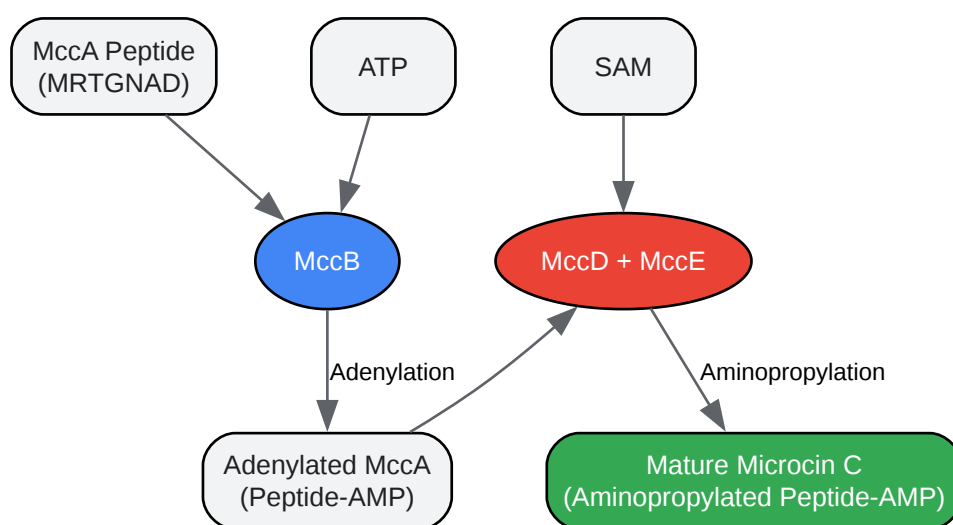 MccA Peptide
(MRTGNAD)
ATP
SAM
MccB
MccD + MccE
Adenylation
Aminopropylation
Adenylated MccA
(Peptide-AMP)
Mature Microcin C
(Aminopropylated Peptide-AMP)